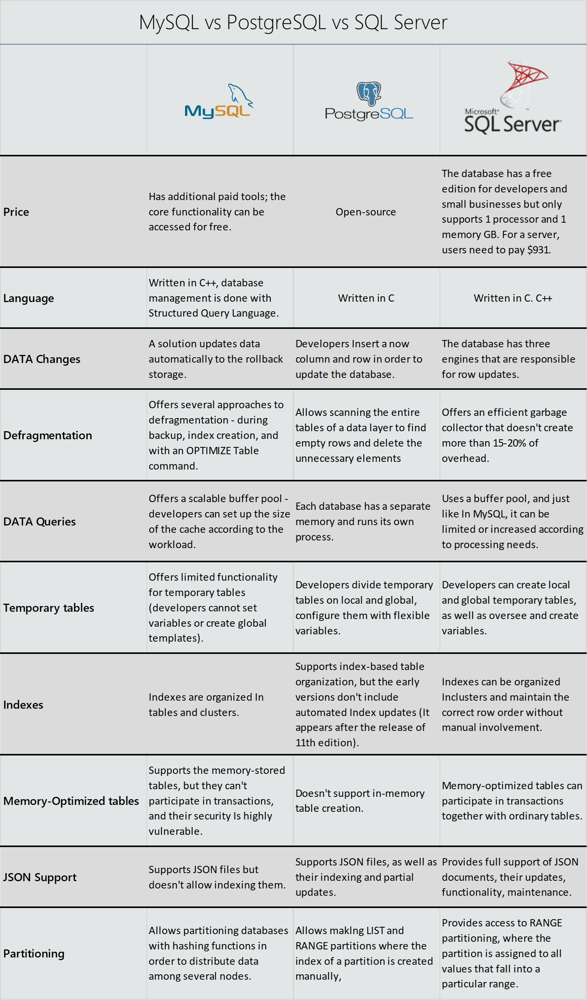 MySQL vs PostgreSQL vs SQL Server
MySQL
PostgreSQL
Microsoft®
SQL Server®
Price
Has additional paid tools; the
core functionality can be
accessed for free.
Open-source
The database has a free
edition for developers and
small businesses but only
supports 1 processor and 1
memory GB. For a server,
users need to pay $931.
Language
Written in C++, database
management is done with
Structured Query Language.
Written in C
Written in C. C++
DATA Changes
A solution updates data
automatically to the rollback
storage.
Developers Insert a now
column and row in order to
update the database.
The database has three
engines that are responsible
for row updates.
Defragmentation
Offers several approaches to
defragmentation - during
backup, index creation, and
with an OPTIMIZE Table
command.
Allows scanning the entire
tables of a data layer to find
empty rows and delete the
unnecessary elements
Offers an efficient garbage
collector that doesn't create
more than 15-20% of
overhead.
DATA Queries
Offers a scalable buffer pool -
developers can set up the size
of the cache according to the
workload.
Each database has a separate
memory and runs its own
process.
Uses a buffer pool, and just
like In MySQL, it can be
limited or increased according
to processing needs.
Temporary tables
Offers limited functionality
for temporary tables
(developers cannot set
variables or create global
templates).
Developers divide temporary
tables on local and global,
configure them with flexible
variables.
Developers can create local
and global temporary tables,
as well as oversee and create
variables.
Indexes
Indexes are organized In
tables and clusters.
Supports index-based table
organization, but the early
versions don't include
automated Index updates (It
appears after the release of
11th edition).
Indexes can be organized
Inclusters and maintain the
correct row order without
manual involvement.
Memory-Optimized tables
Supports the memory-stored
tables, but they can't
participate in transactions,
and their security Is highly
vulnerable.
Doesn't support in-memory
table creation.
Memory-optimized tables can
participate in transactions
together with ordinary tables.
JSON Support
Supports JSON files but
doesn't allow indexing them.
Supports JSON files, as well as
their indexing and partial
updates.
Provides full support of JSON
documents, their updates,
functionality, maintenance.
Partitioning
Allows partitioning databases
with hashing functions in
order to distribute data
among several nodes.
Allows maklng LIST and
RANGE partitions where the
index of a partition is created
manually,
Provides access to RANGE
partitioning, where the
partition is assigned to all
values that fall into a
particular range.